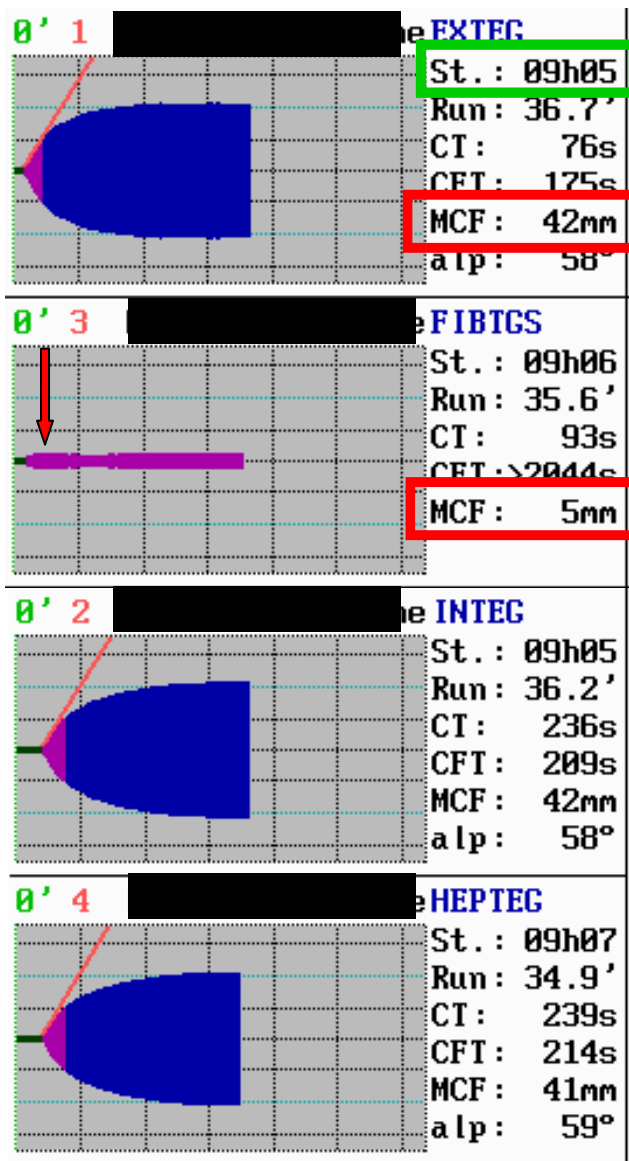 0' 1 e EXTEG
St.: 09h05
Run: 36.7'
CT: 76s
CFT: 175s
MCF: 42mm
alp: 58°
0' 3 e FIBTGS
St.: 09h06
Run: 35.6'
CT: 93s
CFT:>2044s
MCF: 5mm
0' 2 ne INTEG
St.: 09h05
Run: 36.2'
CT: 236s
CFT: 209s
MCF: 42mm
alp: 58°
0' 4 e HEPTEG
St.: 09h07
Run: 34.9'
CT: 239s
CFT: 214s
MCF: 41mm
alp: 59°